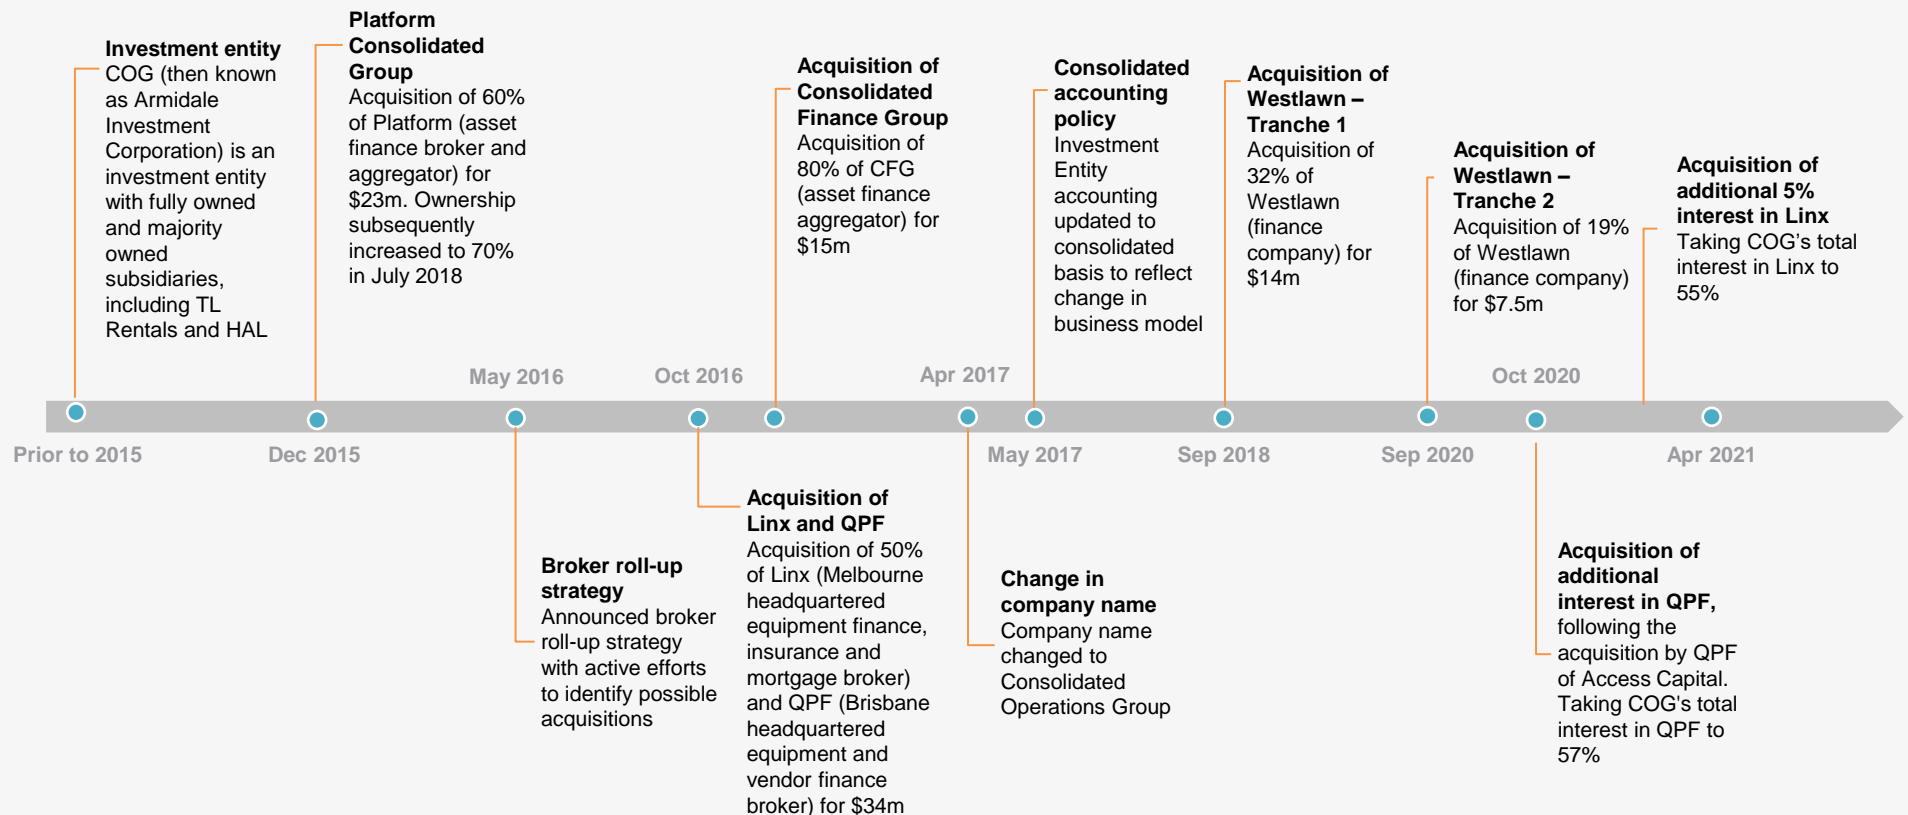 Investment entity
COG (then known
as Armidale
Investment
Corporation) is an
investment entity
with fully owned
and majority
owned
subsidiaries,
including TL
Rentals and HAL
Platform
Consolidated
Group
Acquisition of 60%
of Platform (asset
finance broker and
aggregator) for
$23m. Ownership
subsequently
increased to 70%
in July 2018
Acquisition of
Consolidated
Finance Group
Acquisition of
80% of CFG
(asset finance
aggregator) for
$15m
Consolidated
accounting
policy
Investment
Entity
accounting
updated to
consolidated
basis to reflect
change in
business model
Acquisition of
Westlawn –
Tranche 1
Acquisition of
32% of
Westlawn
(finance
company) for
$14m
Acquisition of
Westlawn –
Tranche 2
Acquisition of 19%
of Westlawn
(finance company)
for $7.5m
Acquisition of
additional 5%
interest in Linx
Taking COG's total
interest in Linx to
55%
May 2016
Oct 2016
Apr 2017
Oct 2020
Prior to 2015
Dec 2015
May 2017
Sep 2018
Sep 2020
Apr 2021
Broker roll-up
strategy
Announced broker
roll-up strategy
with active efforts
to identify possible
acquisitions
Acquisition of
Linx and QPF
Acquisition of 50%
of Linx (Melbourne
headquartered
equipment finance,
insurance and
mortgage broker)
and QPF (Brisbane
headquartered
equipment and
vendor finance
broker) for $34m
Change in
company name
Company name
changed to
Consolidated
Operations Group
Acquisition of
additional
interest in QPF,
following the
acquisition by QPF
of Access Capital.
Taking COG's total
interest in QPF to
57%